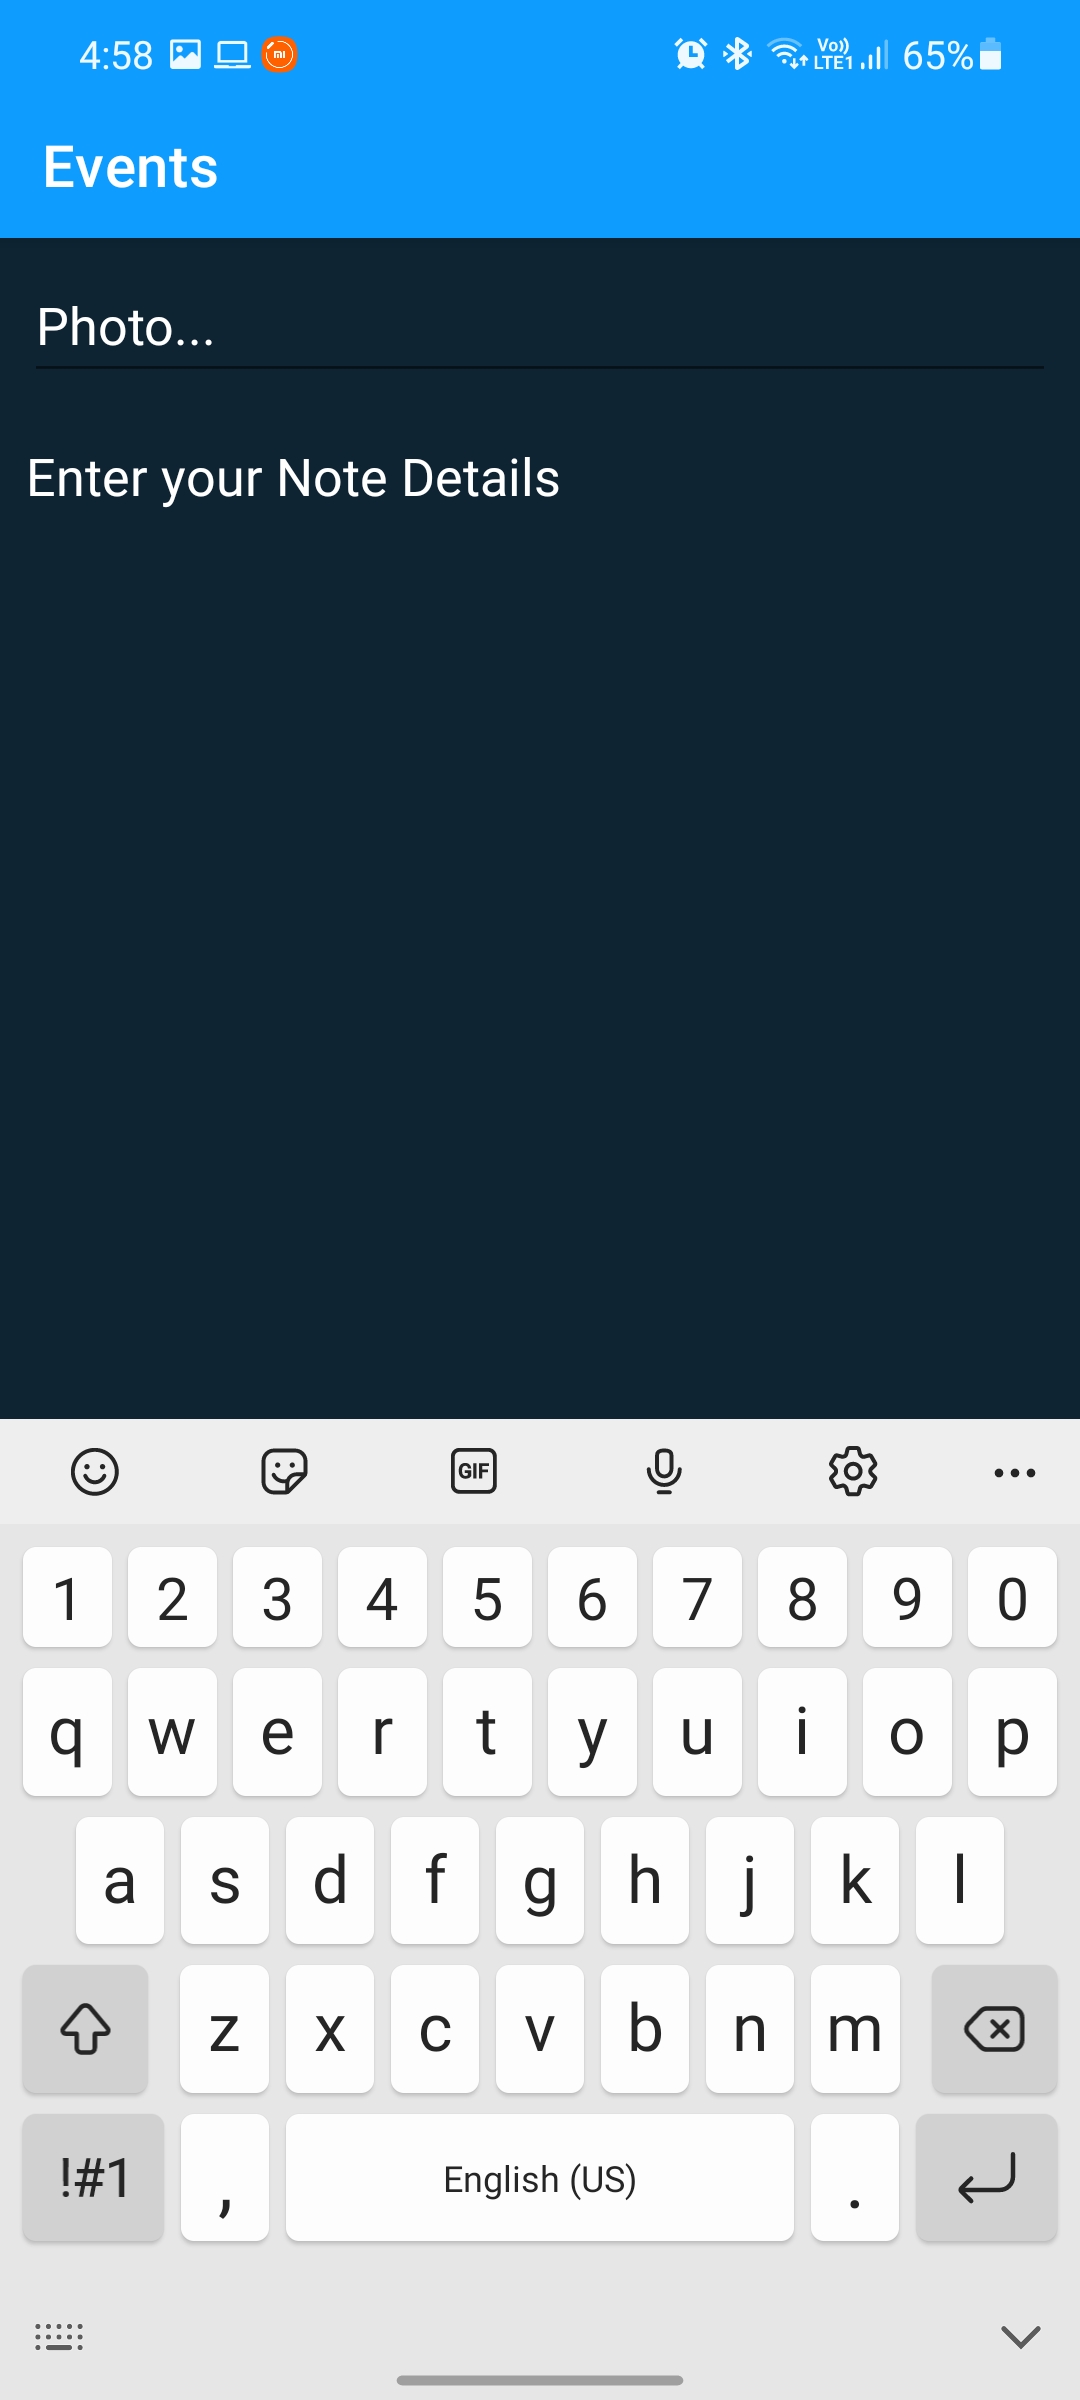 4:58 mi Vo)) LTE1 65%
Events
Photo...
Enter your Note Details
GIF
1 2 3 4 5 6 7 8 9 0
q w e r t y u i o p
a s d f g h j k l
z x c v b n m
!#1 , English (US) .